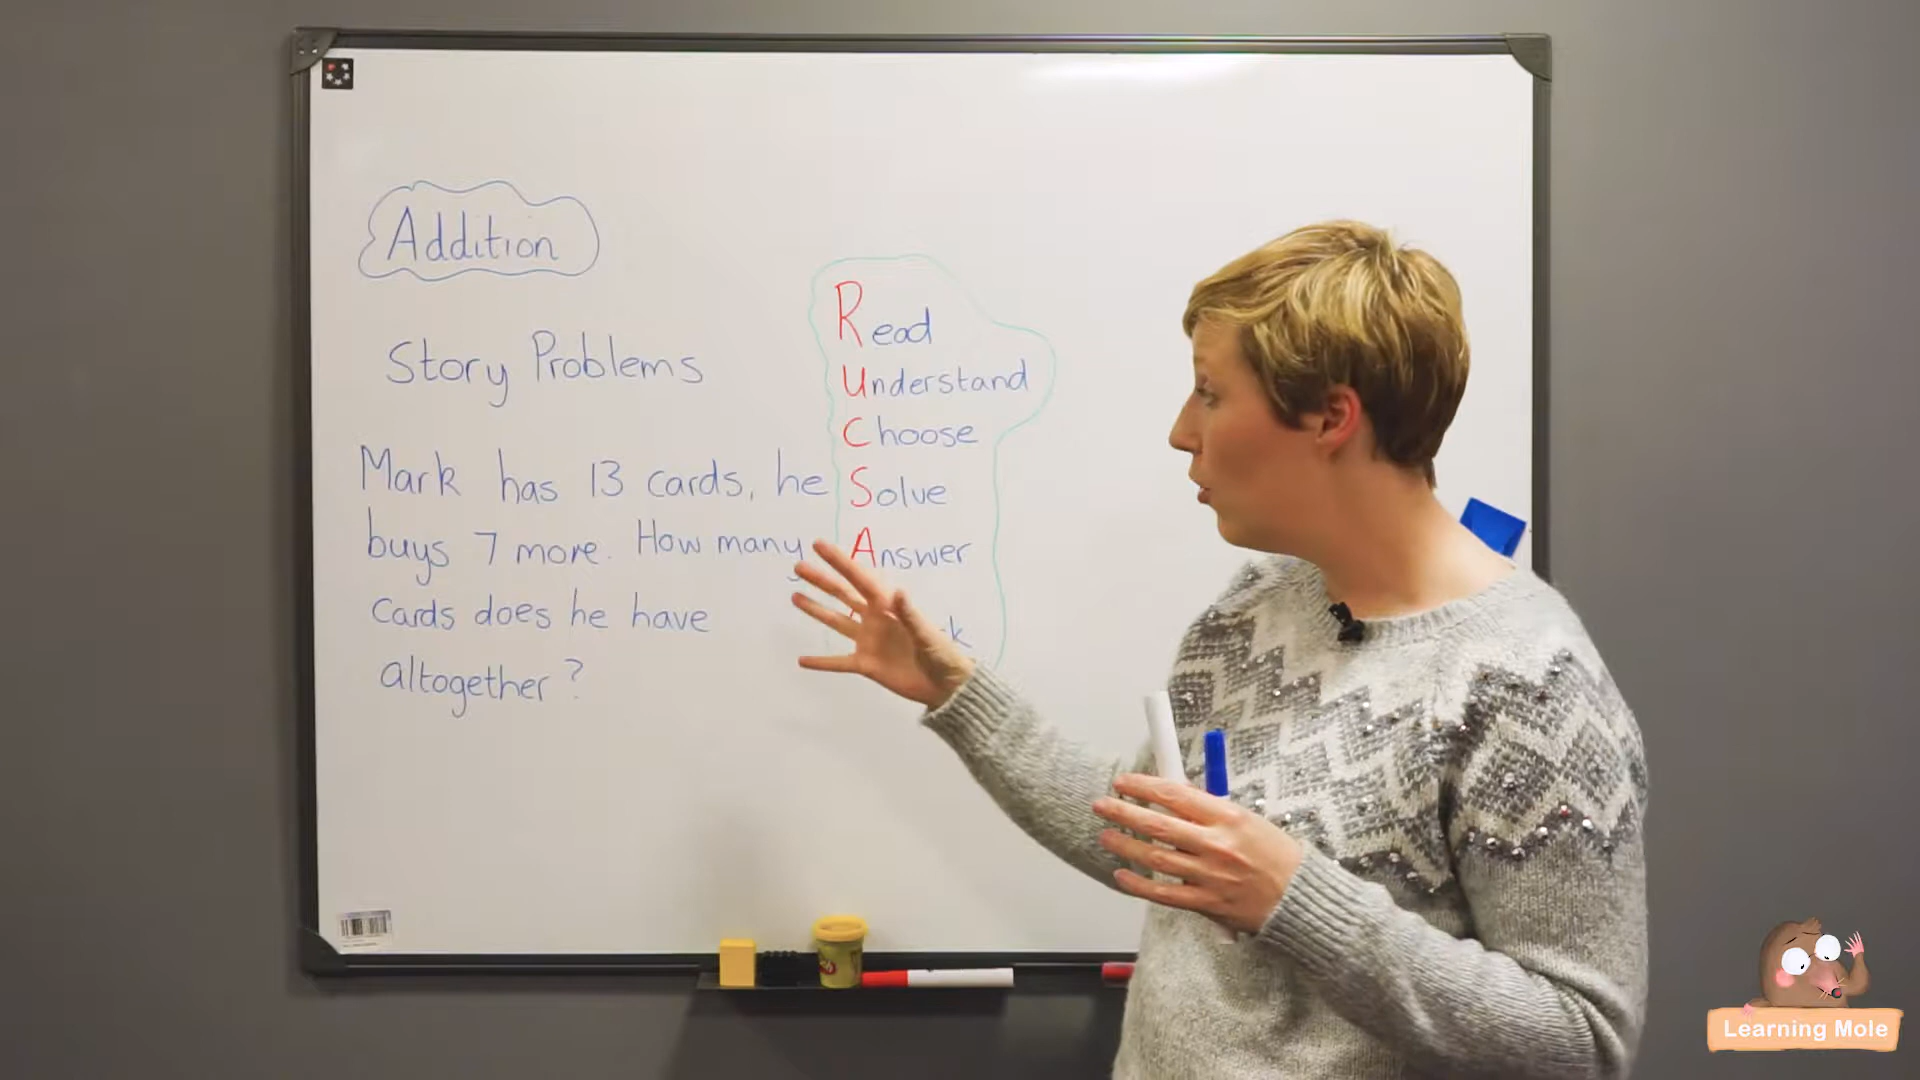 Addition
Story Problems
Mark has 13 cards, he
buys 7 more. How many
cards does he have
altogether?
Read
Understand
Choose
Solve
Answer
Learning Mole